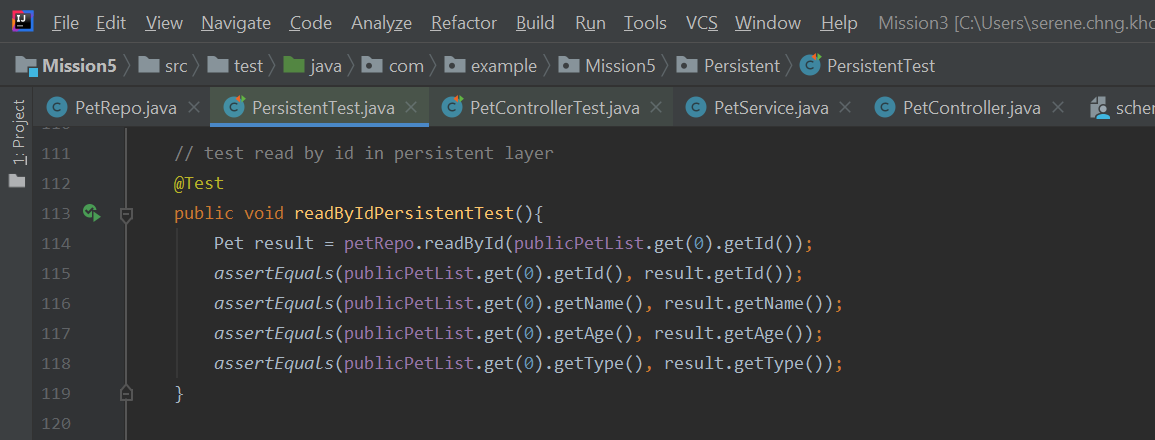 File Edit View Navigate Code Analyze Refactor Build Run Tools VCS Window Help Mission3 [C:\Users\serene.chng.kho
Mission5 src test java com example Mission5 Persistent PersistentTest
PetRepo.java PersistentTest.java PetControllerTest.java PetService.java PetController.java schem
1: Project
111 // test read by id in persistent layer
112 @Test
113 public void readByIdPersistentTest(){
114 Pet result = petRepo.readById(publicPetList.get(0).getId());
115 assertEquals(publicPetList.get(0).getId(), result.getId());
116 assertEquals(publicPetList.get(0).getName(), result.getName());
117 assertEquals(publicPetList.get(0).getAge(), result.getAge());
118 assertEquals(publicPetList.get(0).getType(), result.getType());
119 }
120